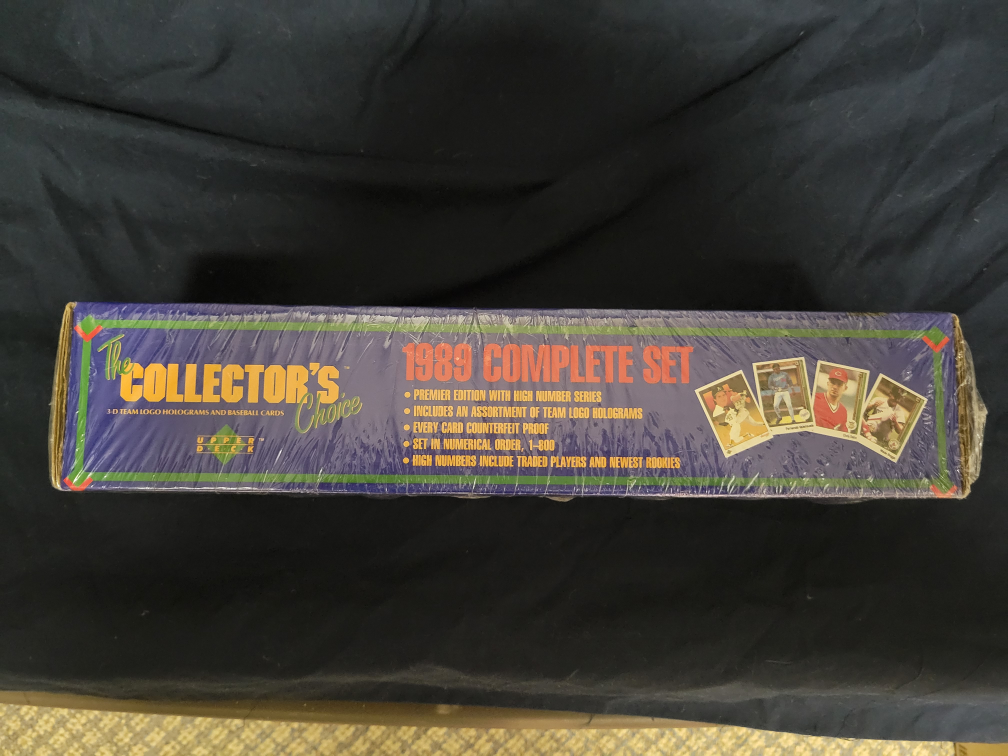 The
COLLECTOR'S™
Choice
3-D TEAM LOGO HOLOGRAMS AND BASEBALL CARDS
UPPER™
DECK
1989 COMPLETE SET
• PREMIER EDITION WITH HIGH NUMBER SERIES
• INCLUDES AN ASSORTMENT OF TEAM LOGO HOLOGRAMS
• EVERY CARD COUNTERFEIT PROOF
• SET IN NUMERICAL ORDER, 1-800
• HIGH NUMBERS INCLUDE TRADED PLAYERS AND NEWEST ROOKIES